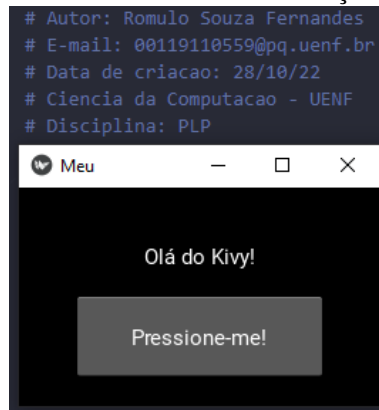 # Autor: Romulo Souza Fernandes
# E-mail: 00119110559@pq.uenf.br
# Data de criacao: 28/10/22
# Ciencia da Computacao - UENF
# Disciplina: PLP
Meu
Olá do Kivy!
Pressione-me!